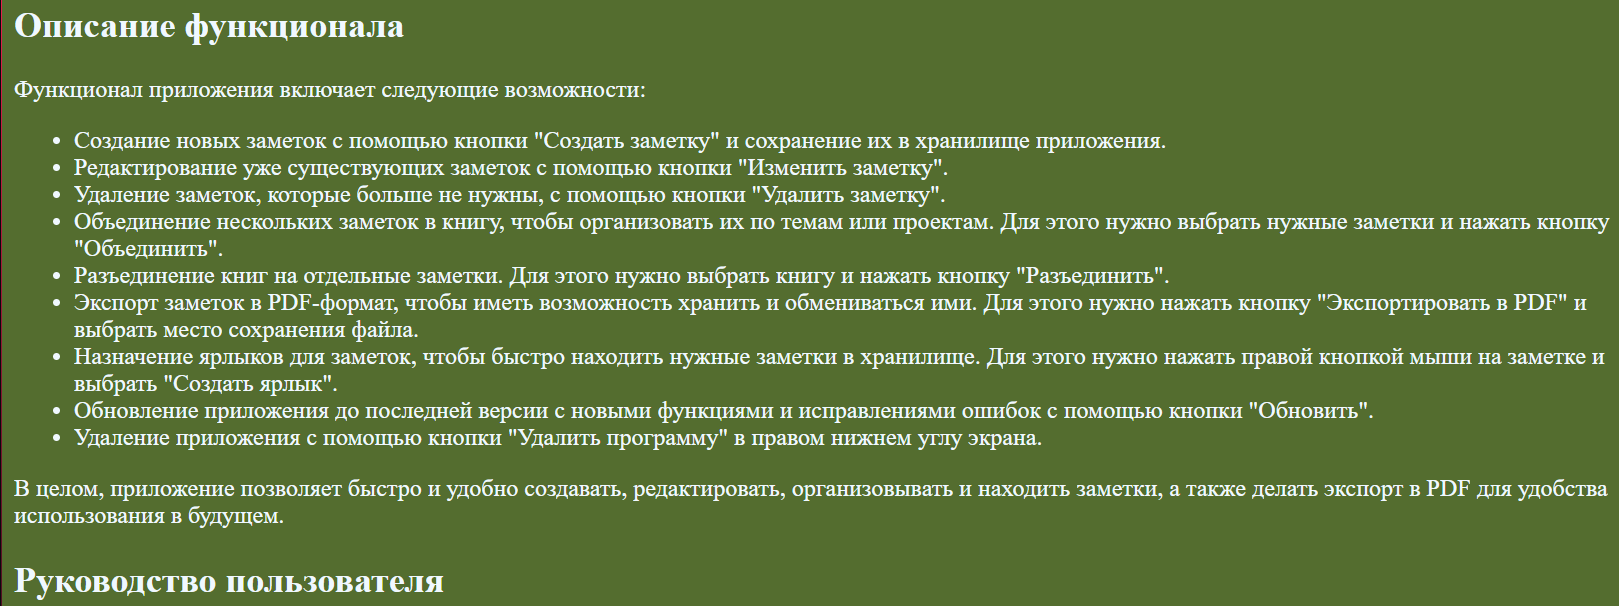 Описание функционала
Функционал приложения включает следующие возможности:
• Создание новых заметок с помощью кнопки "Создать заметку" и сохранение их в хранилище приложения.
• Редактирование уже существующих заметок с помощью кнопки "Изменить заметку".
• Удаление заметок, которые больше не нужны, с помощью кнопки "Удалить заметку".
• Объединение нескольких заметок в книгу, чтобы организовать их по темам или проектам. Для этого нужно выбрать нужные заметки и нажать кнопку
"Объединить".
• Разъединение книг на отдельные заметки. Для этого нужно выбрать книгу и нажать кнопку "Разъединить".
• Экспорт заметок в PDF-формат, чтобы иметь возможность хранить и обмениваться ими. Для этого нужно нажать кнопку "Экспортировать в PDF" и
выбрать место сохранения файла.
• Назначение ярлыков для заметок, чтобы быстро находить нужные заметки в хранилище. Для этого нужно нажать правой кнопкой мыши на заметке и
выбрать "Создать ярлык".
• Обновление приложения до последней версии с новыми функциями и исправлениями ошибок с помощью кнопки "Обновить".
• Удаление приложения с помощью кнопки "Удалить программу" в правом нижнем углу экрана.
В целом, приложение позволяет быстро и удобно создавать, редактировать, организовывать и находить заметки, а также делать экспорт в PDF для удобства
использования в будущем.
Руководство пользователя